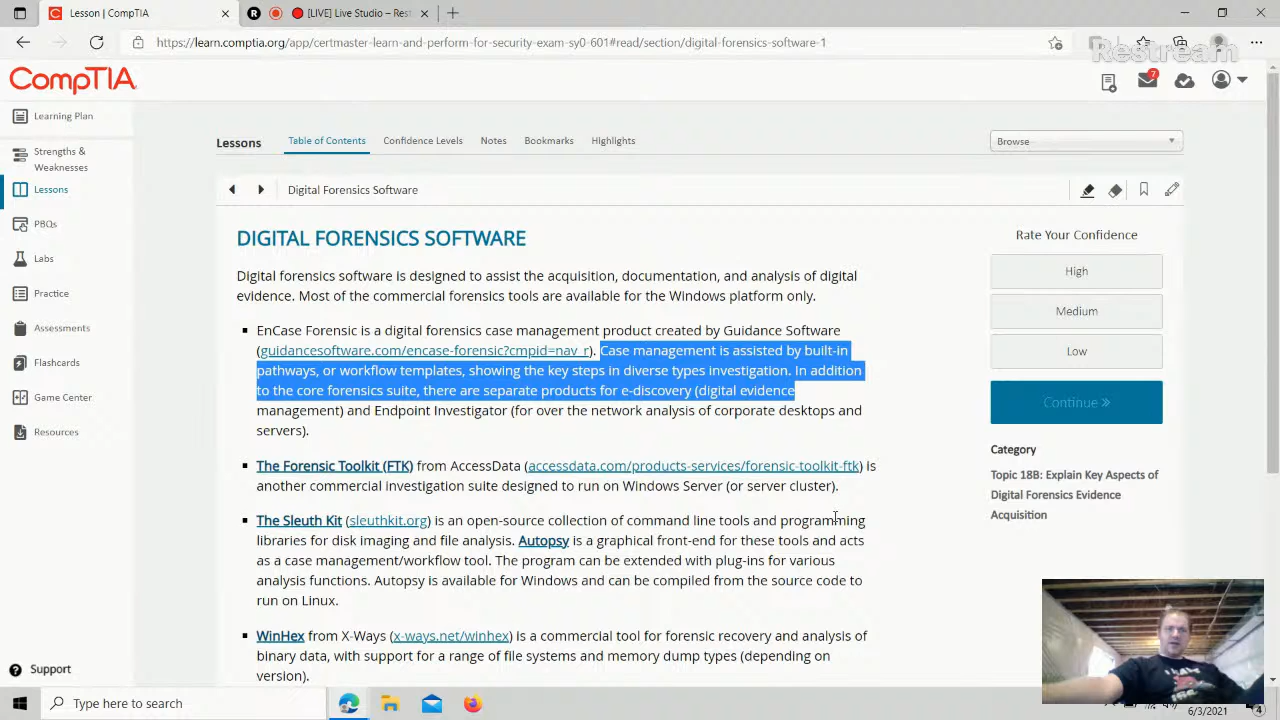 Lesson | CompTIA
[LIVE] Live Studio – Rest
https://learn.comptia.org/app/certmaster-learn-and-perform-for-security-exam-sy0-601#read/section/digital-forensics-software-1
Restream
CompTIA.
7
Learning Plan
Strengths &
Weaknesses
Lessons
PBQs
Labs
Practice
Assessments
Flashcards
Game Center
Resources
Support
Lessons
Table of Contents
Confidence Levels
Notes
Bookmarks
Highlights
Browse
Digital Forensics Software
DIGITAL FORENSICS SOFTWARE
Digital forensics software is designed to assist the acquisition, documentation, and analysis of digital
evidence. Most of the commercial forensics tools are available for the Windows platform only.
▪ EnCase Forensic is a digital forensics case management product created by Guidance Software
(guidancesoftware.com/encase-forensic?cmpid=nav_r). Case management is assisted by built-in
pathways, or workflow templates, showing the key steps in diverse types investigation. In addition
to the core forensics suite, there are separate products for e-discovery (digital evidence
management) and Endpoint Investigator (for over the network analysis of corporate desktops and
servers).
▪ The Forensic Toolkit (FTK) from AccessData (accessdata.com/products-services/forensic-toolkit-ftk) is
another commercial investigation suite designed to run on Windows Server (or server cluster).
▪ The Sleuth Kit (sleuthkit.org) is an open-source collection of command line tools and programming
libraries for disk imaging and file analysis. Autopsy is a graphical front-end for these tools and acts
as a case management/workflow tool. The program can be extended with plug-ins for various
analysis functions. Autopsy is available for Windows and can be compiled from the source code to
run on Linux.
▪ WinHex from X-Ways (x-ways.net/winhex) is a commercial tool for forensic recovery and analysis of
binary data, with support for a range of file systems and memory dump types (depending on
version).
Rate Your Confidence
High
Medium
Low
Continue »
Category
Topic 18B: Explain Key Aspects of
Digital Forensics Evidence
Acquisition
Type here to search
6/3/2021
4